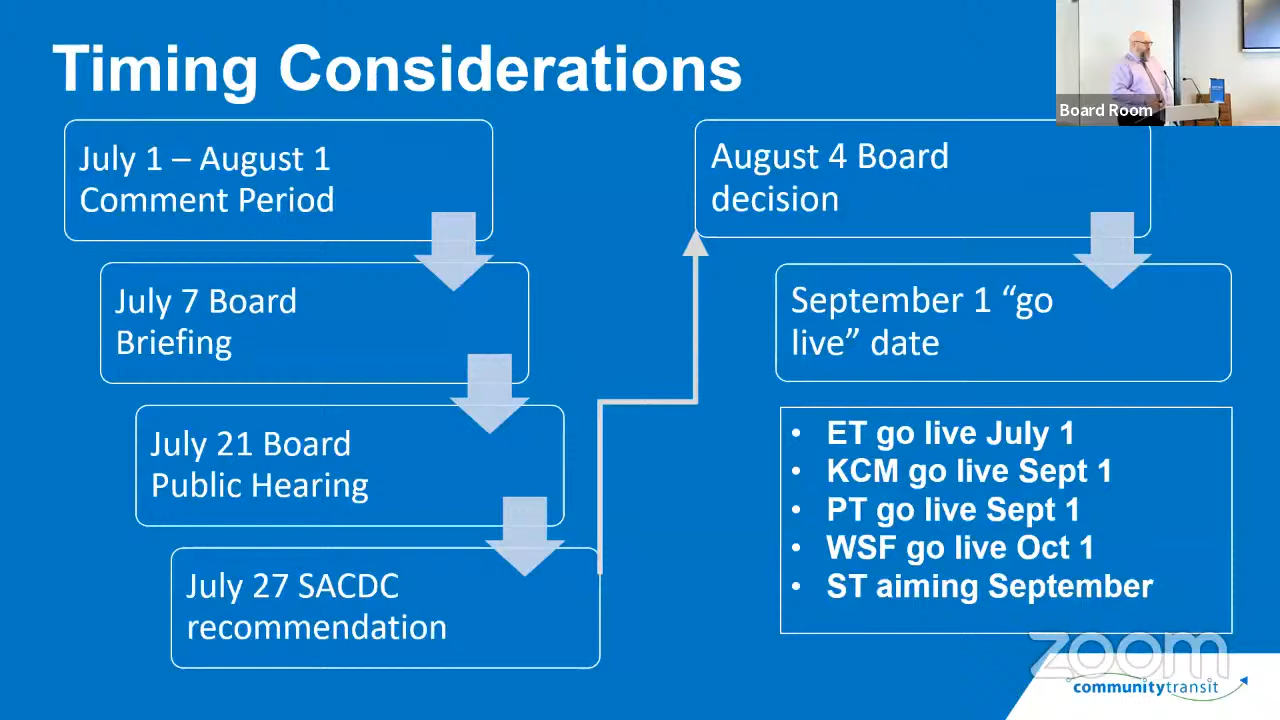 Timing Considerations
Board Room
July 1 – August 1
Comment Period
July 7 Board
Briefing
July 21 Board
Public Hearing
July 27 SACDC
recommendation
August 4 Board
decision
September 1 “go
live” date
• ET go live July 1
• KCM go live Sept 1
• PT go live Sept 1
• WSF go live Oct 1
• ST aiming September
zoom
communitytransit